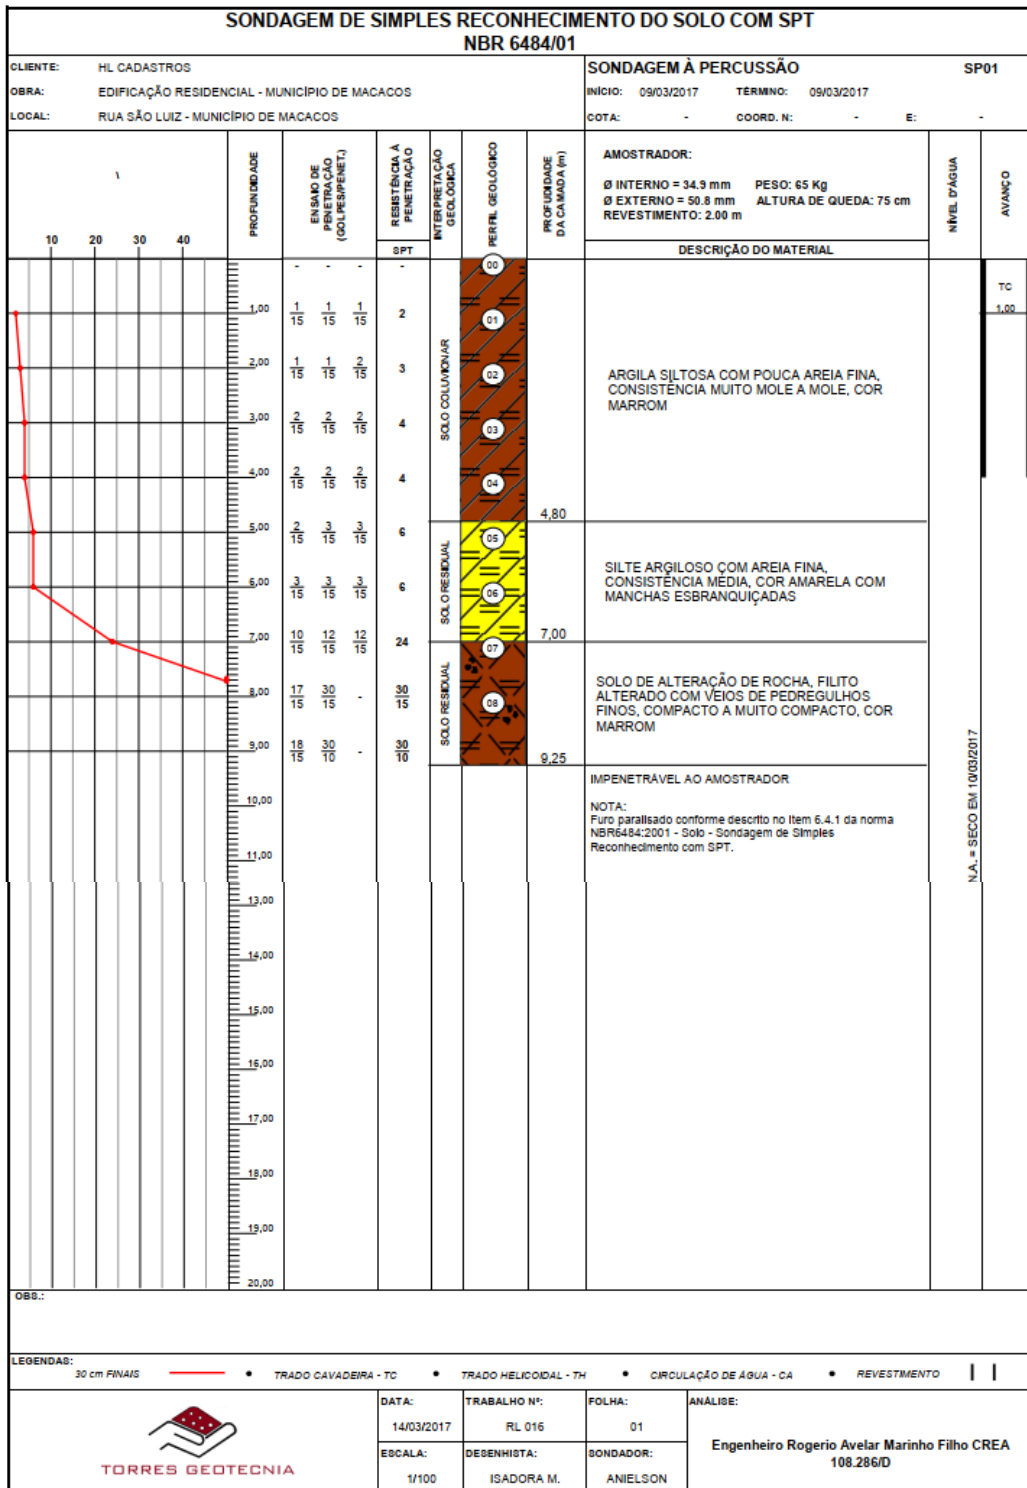 SONDAGEM DE SIMPLES RECONHECIMENTO DO SOLO COM SPT
NBR 6484/01
CLIENTE: HL CADASTROS
OBRA: EDIFICAÇÃO RESIDENCIAL - MUNICÍPIO DE MACACOS
LOCAL: RUA SÃO LUIZ - MUNICÍPIO DE MACACOS
SONDAGEM À PERCUSSÃO SP01
INÍCIO: 09/03/2017 TÉRMINO: 09/03/2017
COTA: - COORD. N: - E: -
\
10 20 30 40
PROFUNDIDADE
ENSAIO DE
PENETRAÇÃO
(GOLPES/PENET.)
RESISTÊNCIA À
PENETRAÇÃO
SPT
INTERPRETAÇÃO
GEOLÓGICA
PERFIL GEOLÓGICO
PROFUDIDADE
DA CAMADA (m)
AMOSTRADOR:
Ø INTERNO = 34.9 mm PESO: 65 Kg
Ø EXTERNO = 50.8 mm ALTURA DE QUEDA: 75 cm
REVESTIMENTO: 2.00 m
DESCRIÇÃO DO MATERIAL
NÍVEL D'ÁGUA
AVANÇO
- - - - 00
TC
1,00
1,00 1/15 1/15 1/15 2 01
2,00 1/15 1/15 2/15 3 02
3,00 2/15 2/15 2/15 4 03
4,00 2/15 2/15 2/15 4 04
SOLO COLUVIONAR
4,80
ARGILA SILTOSA COM POUCA AREIA FINA,
CONSISTÊNCIA MUITO MOLE A MOLE, COR
MARROM
5,00 2/15 3/15 3/15 6 05
6,00 3/15 3/15 3/15 6 06
SOLO RESIDUAL
7,00
SILTE ARGILOSO COM AREIA FINA,
CONSISTÊNCIA MÉDIA, COR AMARELA COM
MANCHAS ESBRANQUIÇADAS
7,00 10/15 12/15 12/15 24 07
8,00 17/15 30/15 - 30/15 08
9,00 18/15 30/10 - 30/10
SOLO RESIDUAL
9,25
SOLO DE ALTERAÇÃO DE ROCHA, FILITO
ALTERADO COM VEIOS DE PEDREGULHOS
FINOS, COMPACTO A MUITO COMPACTO, COR
MARROM
IMPENETRÁVEL AO AMOSTRADOR
NOTA:
Furo paralisado conforme descrito no item 6.4.1 da norma
NBR6484:2001 - Solo - Sondagem de Simples
Reconhecimento com SPT.
N.A. = SECO EM 10/03/2017
10,00
11,00
13,00
14,00
15,00
16,00
17,00
18,00
19,00
20,00
OBS.:
LEGENDAS:
30 cm FINAIS • TRADO CAVADEIRA - TC • TRADO HELICOIDAL - TH • CIRCULAÇÃO DE ÁGUA - CA • REVESTIMENTO
TORRES GEOTECNIA
DATA: TRABALHO Nº: FOLHA: ANÁLISE:
14/03/2017 RL 016 01
ESCALA: DESENHISTA: SONDADOR:
1/100 ISADORA M. ANIELSON
Engenheiro Rogerio Avelar Marinho Filho CREA
108.286/D